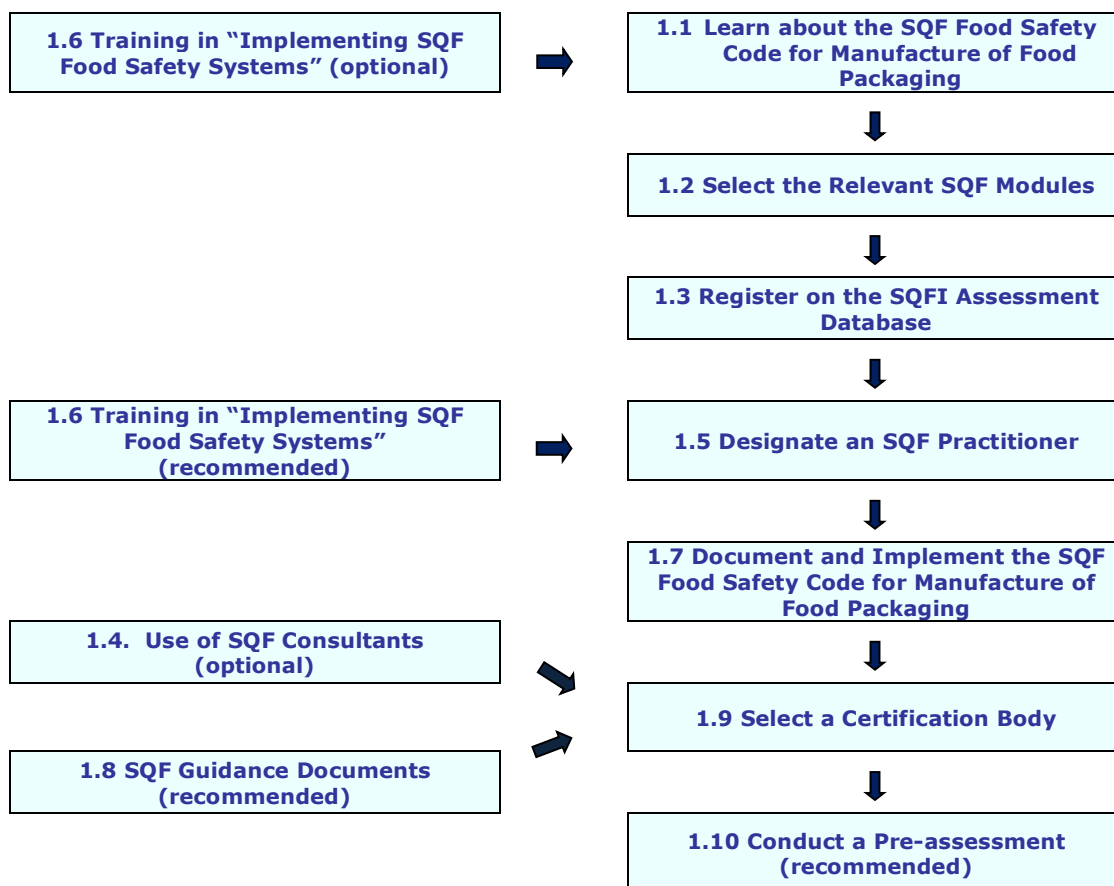 1.6 Training in “Implementing SQF
Food Safety Systems” (optional)
1.1 Learn about the SQF Food Safety
Code for Manufacture of Food
Packaging
1.2 Select the Relevant SQF Modules
1.3 Register on the SQFI Assessment
Database
1.6 Training in “Implementing SQF
Food Safety Systems”
(recommended)
1.5 Designate an SQF Practitioner
1.7 Document and Implement the SQF
Food Safety Code for Manufacture of
Food Packaging
1.4. Use of SQF Consultants
(optional)
1.9 Select a Certification Body
1.8 SQF Guidance Documents
(recommended)
1.10 Conduct a Pre-assessment
(recommended)